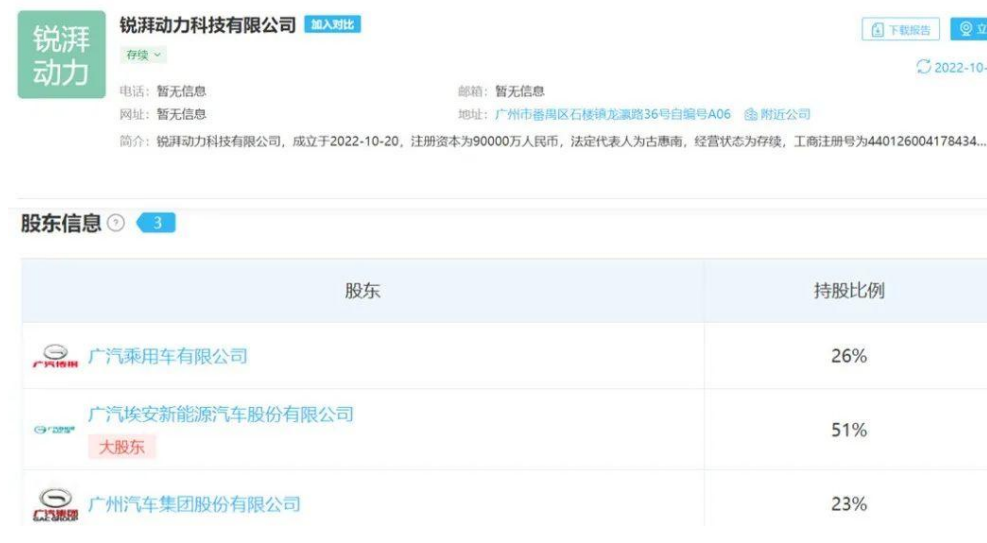 锐湃
动力
锐湃动力科技有限公司 加入对比
下载报告 立
存续
2022-10-
电话：暂无信息 邮箱：暂无信息
网址：暂无信息 地址：广州市番禺区石楼镇龙瀛路36号自编号A06 附近公司
简介：锐湃动力科技有限公司，成立于2022-10-20，注册资本为90000万人民币，法定代表人为古惠南，经营状态为存续，工商注册号为440126004178434...
股东信息 ? 3
股东 持股比例
广汽乘用车有限公司 26%
广汽埃安新能源汽车股份有限公司
大股东
51%
广汽集团
GAC GROUP
广州汽车集团股份有限公司 23%